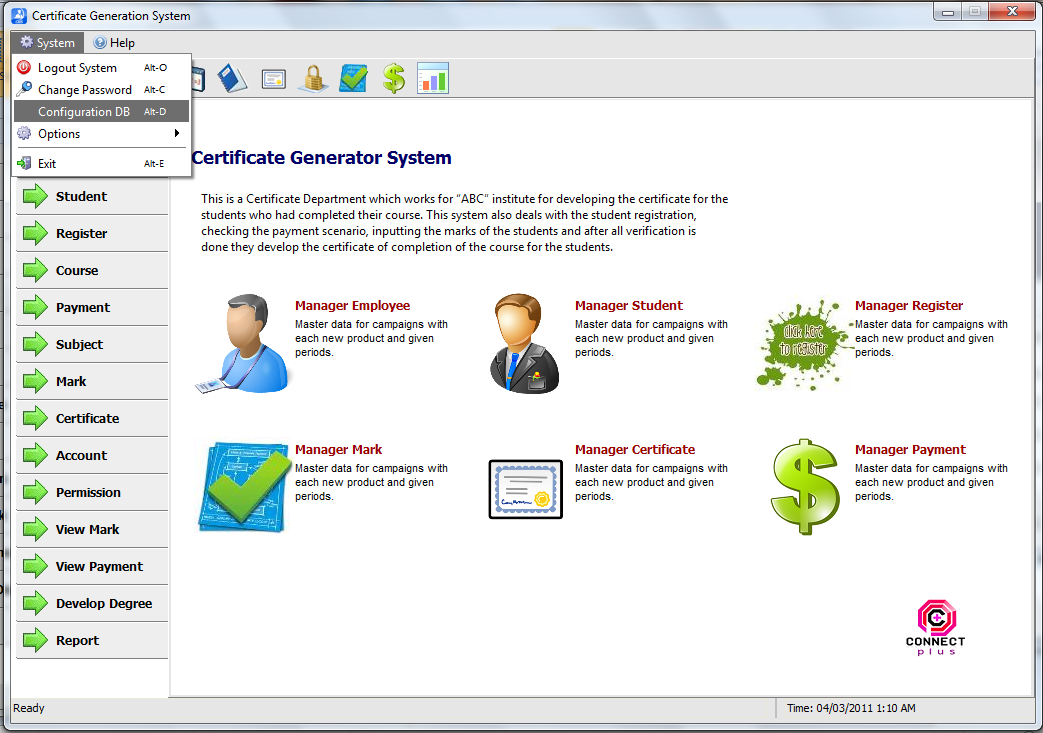 Certificate Generation System
System
Help
Logout System Alt-O
Change Password Alt-C
Configuration DB Alt-D
Options
Exit Alt-E
Student
Register
Course
Payment
Subject
Mark
Certificate
Account
Permission
View Mark
View Payment
Develop Degree
Report
Certificate Generator System
This is a Certificate Department which works for "ABC" institute for developing the certificate for the
students who had completed their course. This system also deals with the student registration,
checking the payment scenario, inputting the marks of the students and after all verification is
done they develop the certificate of completion of the course for the students.
Manager Employee
Master data for campaigns with
each new product and given
periods.
Manager Student
Master data for campaigns with
each new product and given
periods.
click here
to register
Manager Register
Master data for campaigns with
each new product and given
periods.
Manager Mark
Master data for campaigns with
each new product and given
periods.
Manager Certificate
Master data for campaigns with
each new product and given
periods.
Manager Payment
Master data for campaigns with
each new product and given
periods.
CONNECT
plus
Ready
Time: 04/03/2011 1:10 AM